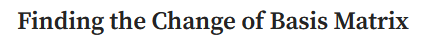 Finding the Change of Basis Matrix